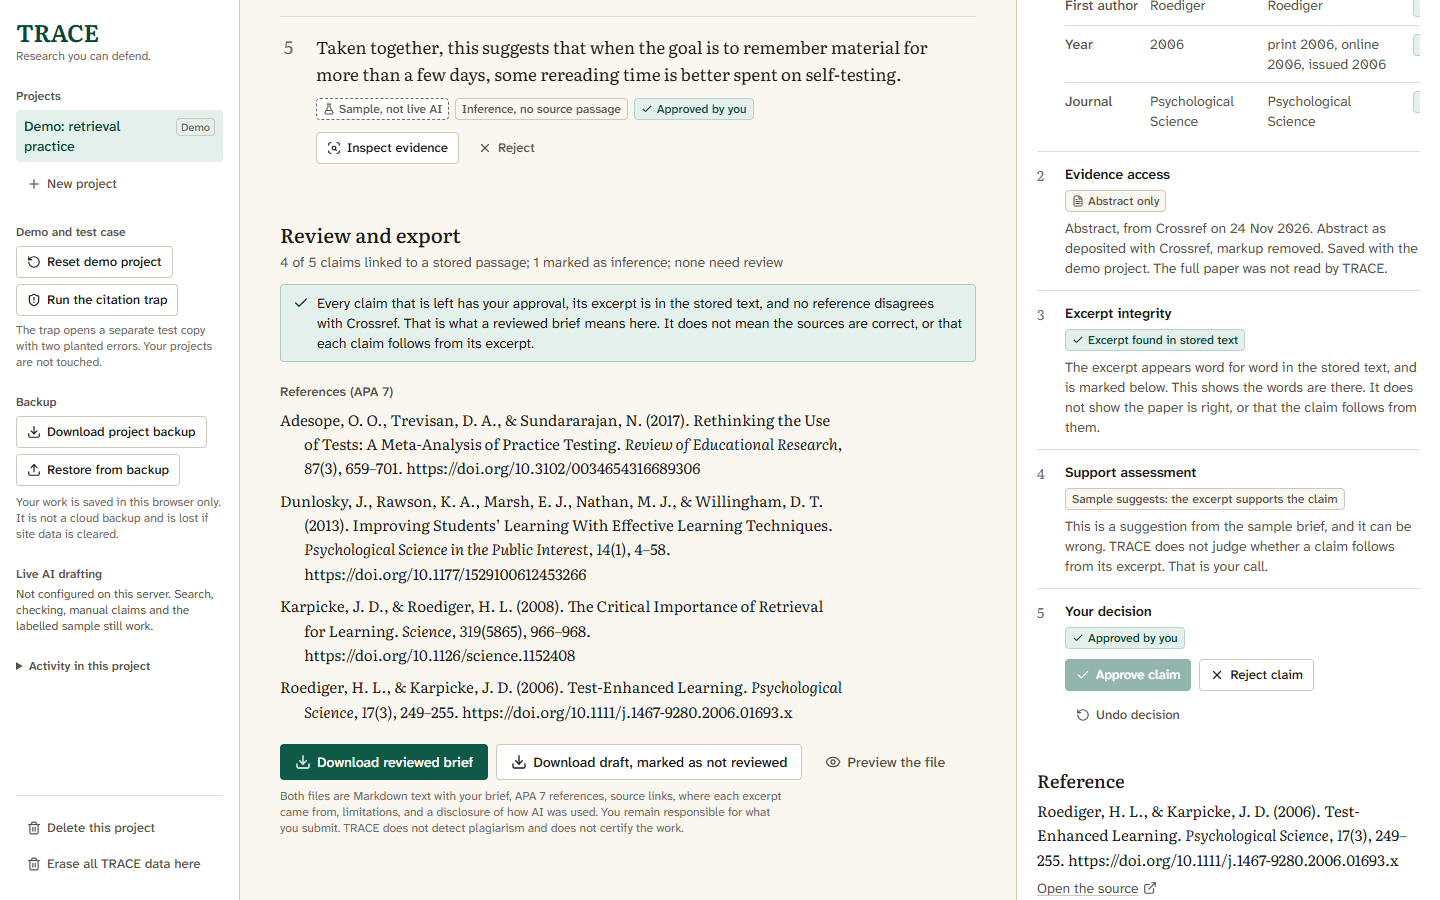 TRACE
Research you can defend.
Projects
Demo: retrieval
practice
Demo
New project
Demo and test case
Reset demo project
Run the citation trap
The trap opens a separate test copy
with two planted errors. Your projects
are not touched.
Backup
Download project backup
Restore from backup
Your work is saved in this browser only.
It is not a cloud backup and is lost if
site data is cleared.
Live AI drafting
Not configured on this server. Search,
checking, manual claims and the
labelled sample still work.
Activity in this project
Delete this project
Erase all TRACE data here
5
Taken together, this suggests that when the goal is to remember material for
more than a few days, some rereading time is better spent on self-testing.
Sample, not live AI
Inference, no source passage
Approved by you
Inspect evidence
Reject
Review and export
4 of 5 claims linked to a stored passage; 1 marked as inference; none need review
Every claim that is left has your approval, its excerpt is in the stored text, and no reference disagrees
with Crossref. That is what a reviewed brief means here. It does not mean the sources are correct, or that
each claim follows from its excerpt.
References (APA 7)
Adesope, O. O., Trevisan, D. A., & Sundararajan, N. (2017). Rethinking the Use
of Tests: A Meta-Analysis of Practice Testing. Review of Educational Research,
87(3), 659–701. https://doi.org/10.3102/0034654316689306
Dunlosky, J., Rawson, K. A., Marsh, E. J., Nathan, M. J., & Willingham, D. T.
(2013). Improving Students’ Learning With Effective Learning Techniques.
Psychological Science in the Public Interest, 14(1), 4–58.
https://doi.org/10.1177/1529100612453266
Karpicke, J. D., & Roediger, H. L. (2008). The Critical Importance of Retrieval
for Learning. Science, 319(5865), 966–968.
https://doi.org/10.1126/science.1152408
Roediger, H. L., & Karpicke, J. D. (2006). Test-Enhanced Learning. Psychological
Science, 17(3), 249–255. https://doi.org/10.1111/j.1467-9280.2006.01693.x
Download reviewed brief
Download draft, marked as not reviewed
Preview the file
Both files are Markdown text with your brief, APA 7 references, source links, where each excerpt
came from, limitations, and a disclosure of how AI was used. You remain responsible for what
you submit. TRACE does not detect plagiarism and does not certify the work.
First author Roediger Roediger
Year 2006 print 2006, online
2006, issued 2006
Journal Psychological Psychological
Science Science
2 Evidence access
Abstract only
Abstract, from Crossref on 24 Nov 2026. Abstract as
deposited with Crossref, markup removed. Saved with the
demo project. The full paper was not read by TRACE.
3 Excerpt integrity
Excerpt found in stored text
The excerpt appears word for word in the stored text, and
is marked below. This shows the words are there. It does
not show the paper is right, or that the claim follows from
them.
4 Support assessment
Sample suggests: the excerpt supports the claim
This is a suggestion from the sample brief, and it can be
wrong. TRACE does not judge whether a claim follows
from its excerpt. That is your call.
5 Your decision
Approved by you
Approve claim
Reject claim
Undo decision
Reference
Roediger, H. L., & Karpicke, J. D. (2006). Test-
Enhanced Learning. Psychological Science, 17(3), 249–
255. https://doi.org/10.1111/j.1467-9280.2006.01693.x
Open the source